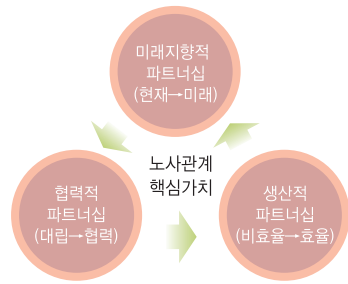 미래지향적
파트너십
(현재→미래)
노사관계
핵심가치
협력적
파트너십
(대립→협력)
생산적
파트너십
(비효율→효율)